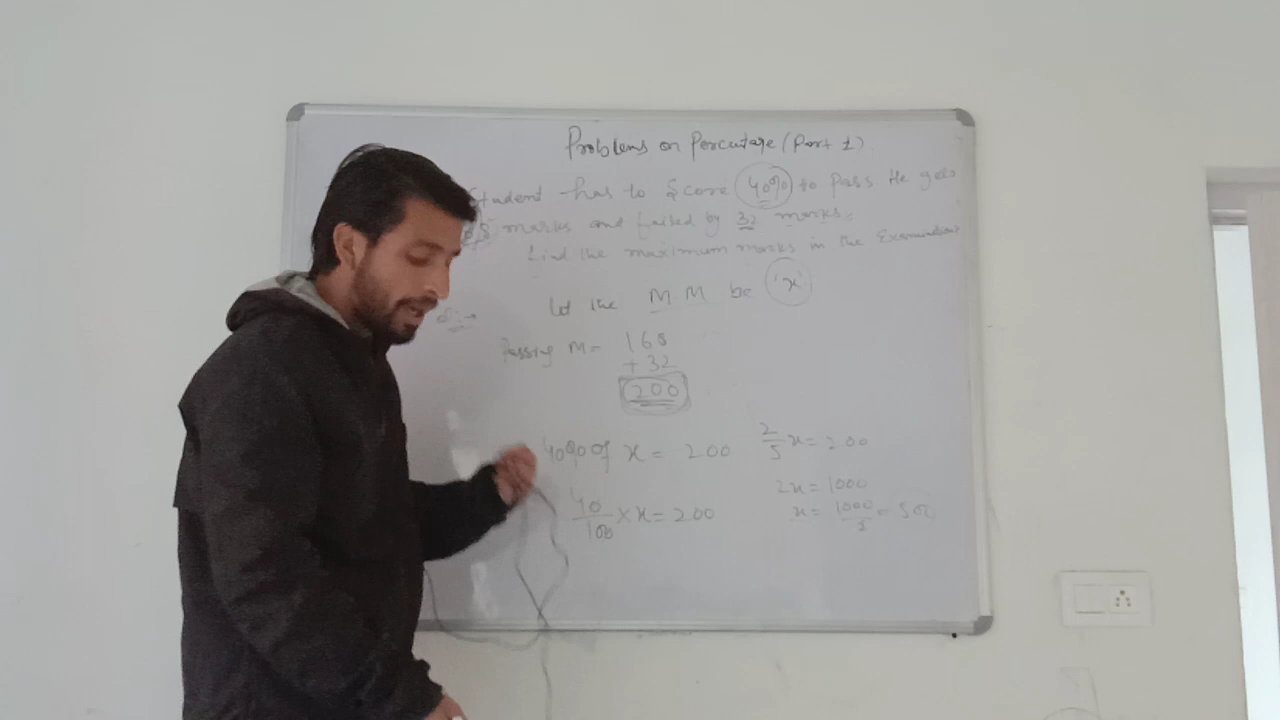 Problems on Percentage (Part 1)
Student has to Score 40% to pass. He gets
168 marks and failed by 32 marks.
find the maximum marks in the Examination
let the M.M be 'x'
Passing M = 168
+ 32
200
40% of x = 200
40/100 × x = 200
2/5 x = 200
2x = 1000
x = 1000/2 = 500